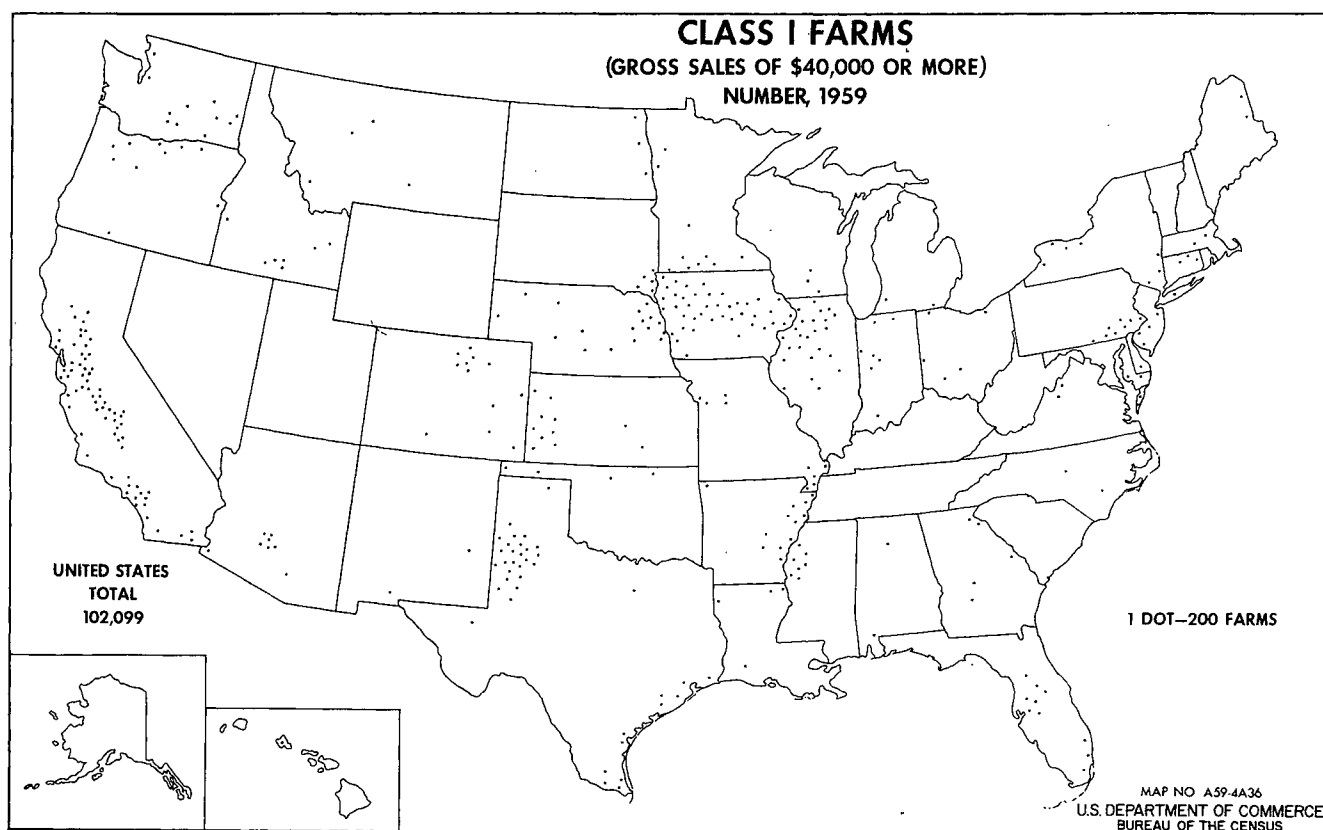 CLASS I FARMS
(GROSS SALES OF $40,000 OR MORE)
NUMBER, 1959
UNITED STATES
TOTAL
102,099
1 DOT—200 FARMS
MAP NO A59-4A36
U.S. DEPARTMENT OF COMMERCE
BUREAU OF THE CENSUS